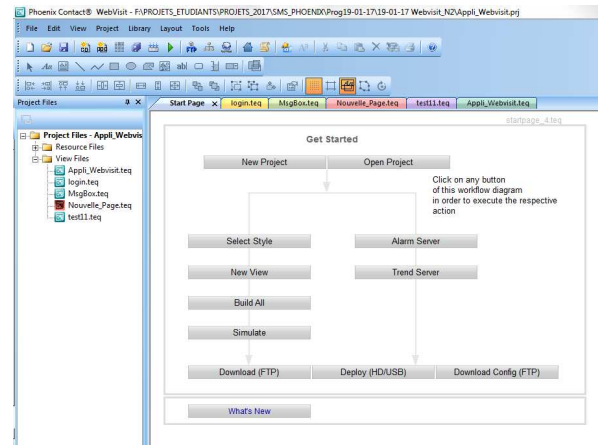 Phoenix Contact® WebVisit - F:\PROJETS_ETUDIANTS\PROJETS_2017\SMS_PHOENIX\Prog19-01-17\19-01-17 Webvisit_N2\Appli_Webvisit.prj
File Edit View Project Library Layout Tools Help
FTP
Aa abl
Project Files
Start Page x login.teq MsgBox.teq Nouvelle_Page.teq test11.teq Appli_Webvisit.teq
startpage_4.teq
Project Files - Appli_Webvis
Resource Files
View Files
Appli_Webvisit.teq
login.teq
MsgBox.teq
Nouvelle_Page.teq
test11.teq
Get Started
New Project Open Project
Click on any button
of this workflow diagram
in order to execute the respective
action
Select Style Alarm Server
New View Trend Server
Build All
Simulate
Download (FTP) Deploy (HD/USB) Download Config (FTP)
What's New